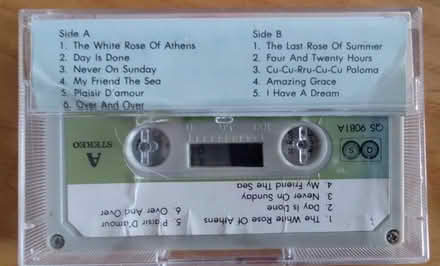 Side A
1. The White Rose Of Athens
2. Day Is Done
3. Never On Sunday
4. My Friend The Sea
5. Plaisir D'amour
6. Over And Over
Side B
1. The Last Rose Of Summer
2. Four And Twenty Hours
3. Cu-Cu-Rru-Cu-Cu Paloma
4. Amazing Grace
5. I Have A Dream
A
STEREO
QS 9081A
QS
1. The White Rose Of Athens
2. Day Is Done
3. Never On Sunday
4. My Friend The Sea
5. Plaisir D'amour
6. Over And Over